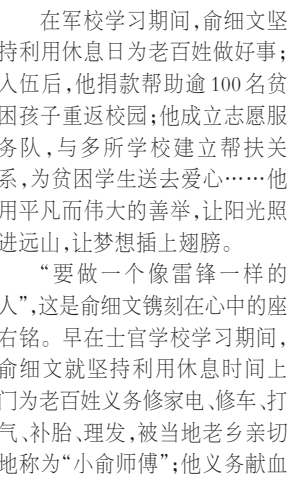 在军校学习期间,俞细文坚
持利用休息日为老百姓做好事;
入伍后,他捐款帮助逾100名贫
困孩子重返校园;他成立志愿服
务队,与多所学校建立帮扶关
系,为贫困学生送去爱心……他
用平凡而伟大的善举,让阳光照
进远山,让梦想插上翅膀。
“要做一个像雷锋一样的
人”,这是俞细文镌刻在心中的座
右铭。早在士官学校学习期间,
俞细文就坚持利用休息时间上
门为老百姓义务修家电、修车、打
气、补胎、理发,被当地老乡亲切
地称为“小俞师傅”;他义务献血